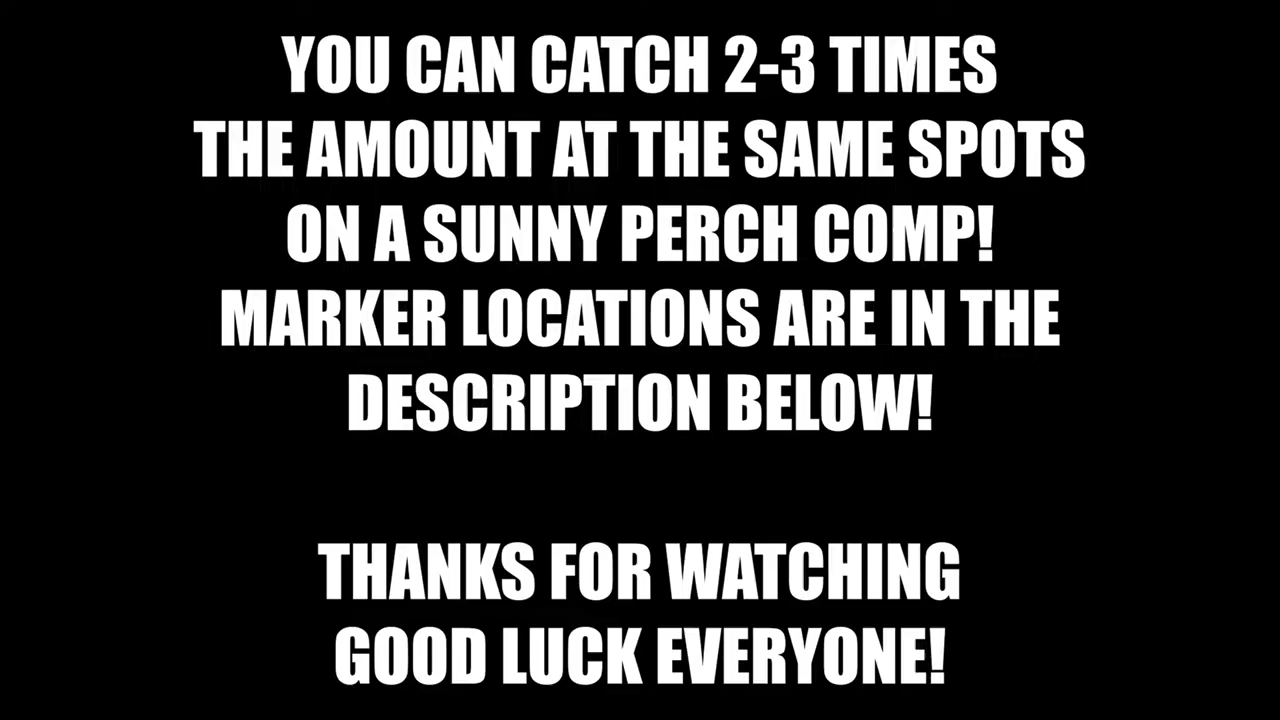 YOU CAN CATCH 2-3 TIMES
THE AMOUNT AT THE SAME SPOTS
ON A SUNNY PERCH COMP!
MARKER LOCATIONS ARE IN THE
DESCRIPTION BELOW!
THANKS FOR WATCHING
GOOD LUCK EVERYONE!